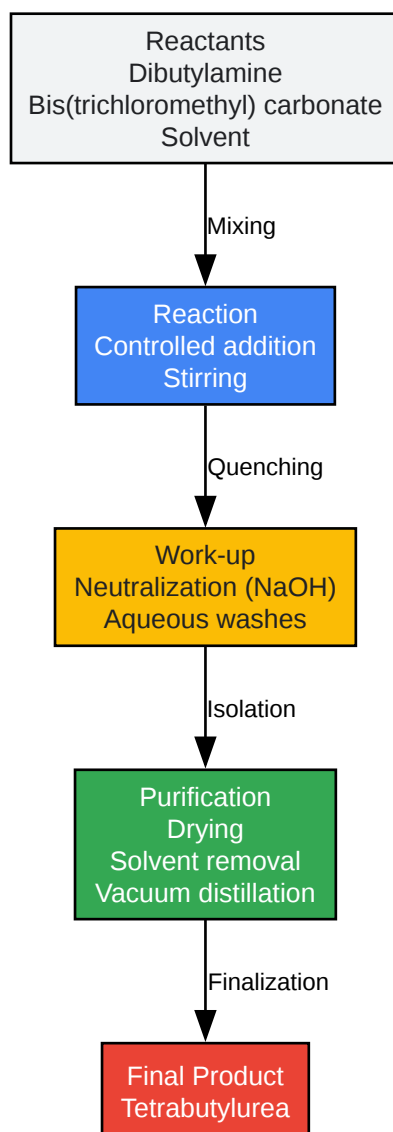 Reactants
Dibutylamine
Bis(trichloromethyl) carbonate
Solvent
Mixing
Reaction
Controlled addition
Stirring
Quenching
Work-up
Neutralization (NaOH)
Aqueous washes
Isolation
Purification
Drying
Solvent removal
Vacuum distillation
Finalization
Final Product
Tetrabutylurea